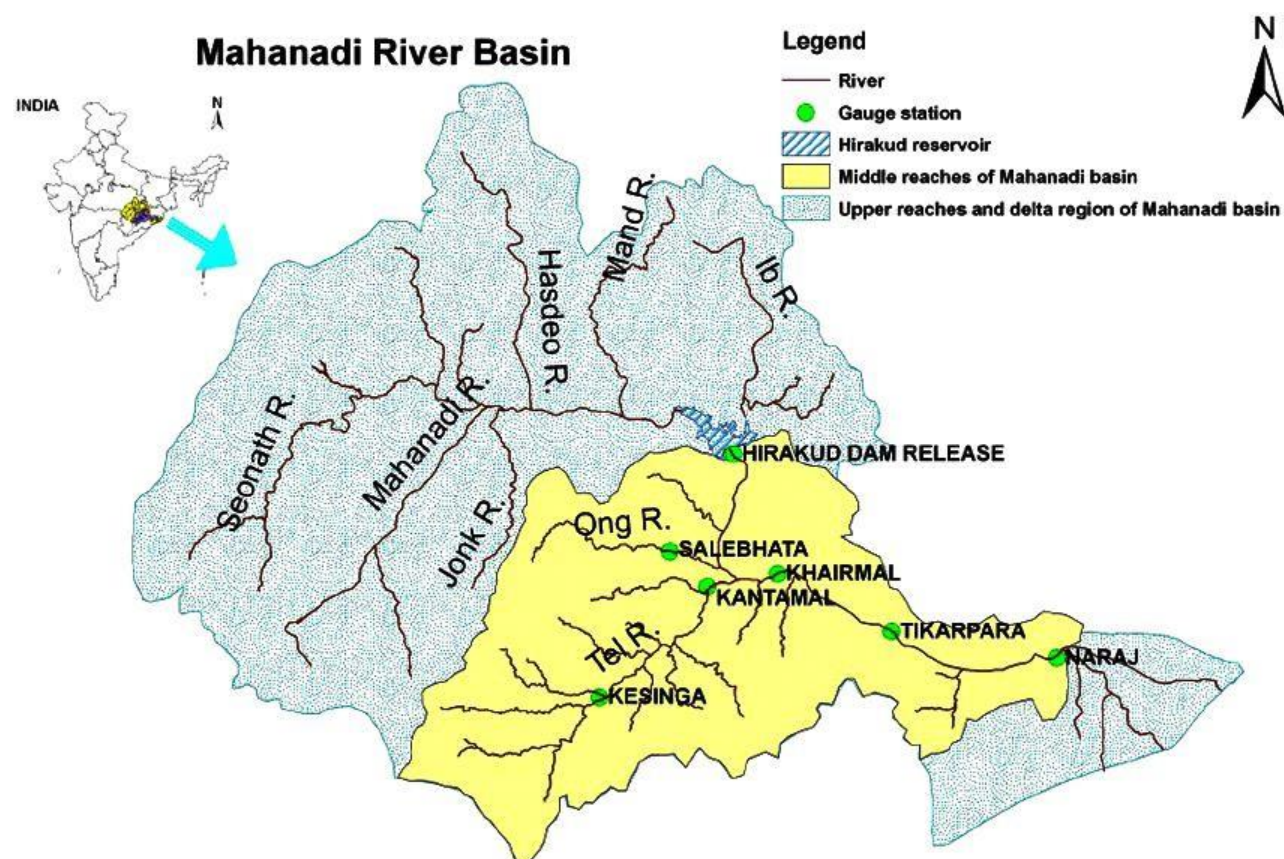 Mahanadi River Basin
INDIA
N
Legend
River
Gauge station
Hirakud reservoir
Middle reaches of Mahanadi basin
Upper reaches and delta region of Mahanadi basin
N
Mand R.
Ib R.
Hasdeo R.
Seonath R.
Mahanadi R.
Jonk R.
HIRAKUD DAM RELEASE
Ong R.
SALEBHATA
KHAIRMAL
KANTAMAL
TIKARPARA
Tel R.
NARAJ
KESINGA